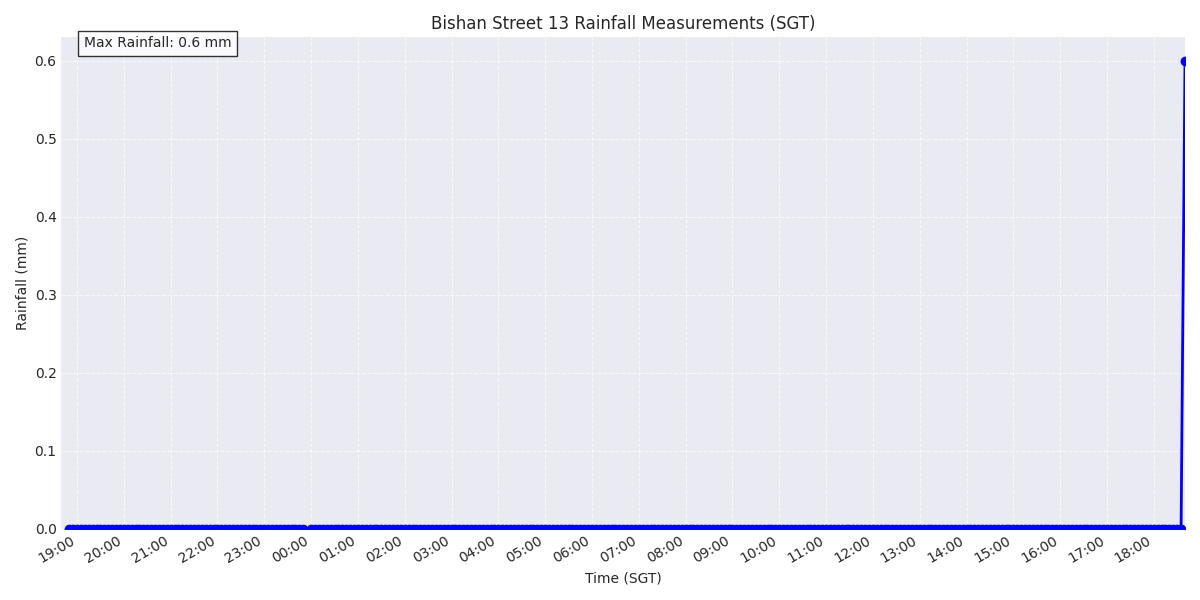 Bishan Street 13 Rainfall Measurements (SGT)
Max Rainfall: 0.6 mm
0.6
0.5
0.4
0.3
0.2
0.1
0.0
Rainfall (mm)
19:00 20:00 21:00 22:00 23:00 00:00 01:00 02:00 03:00 04:00 05:00 06:00 07:00 08:00 09:00 10:00 11:00 12:00 13:00 14:00 15:00 16:00 17:00 18:00
Time (SGT)